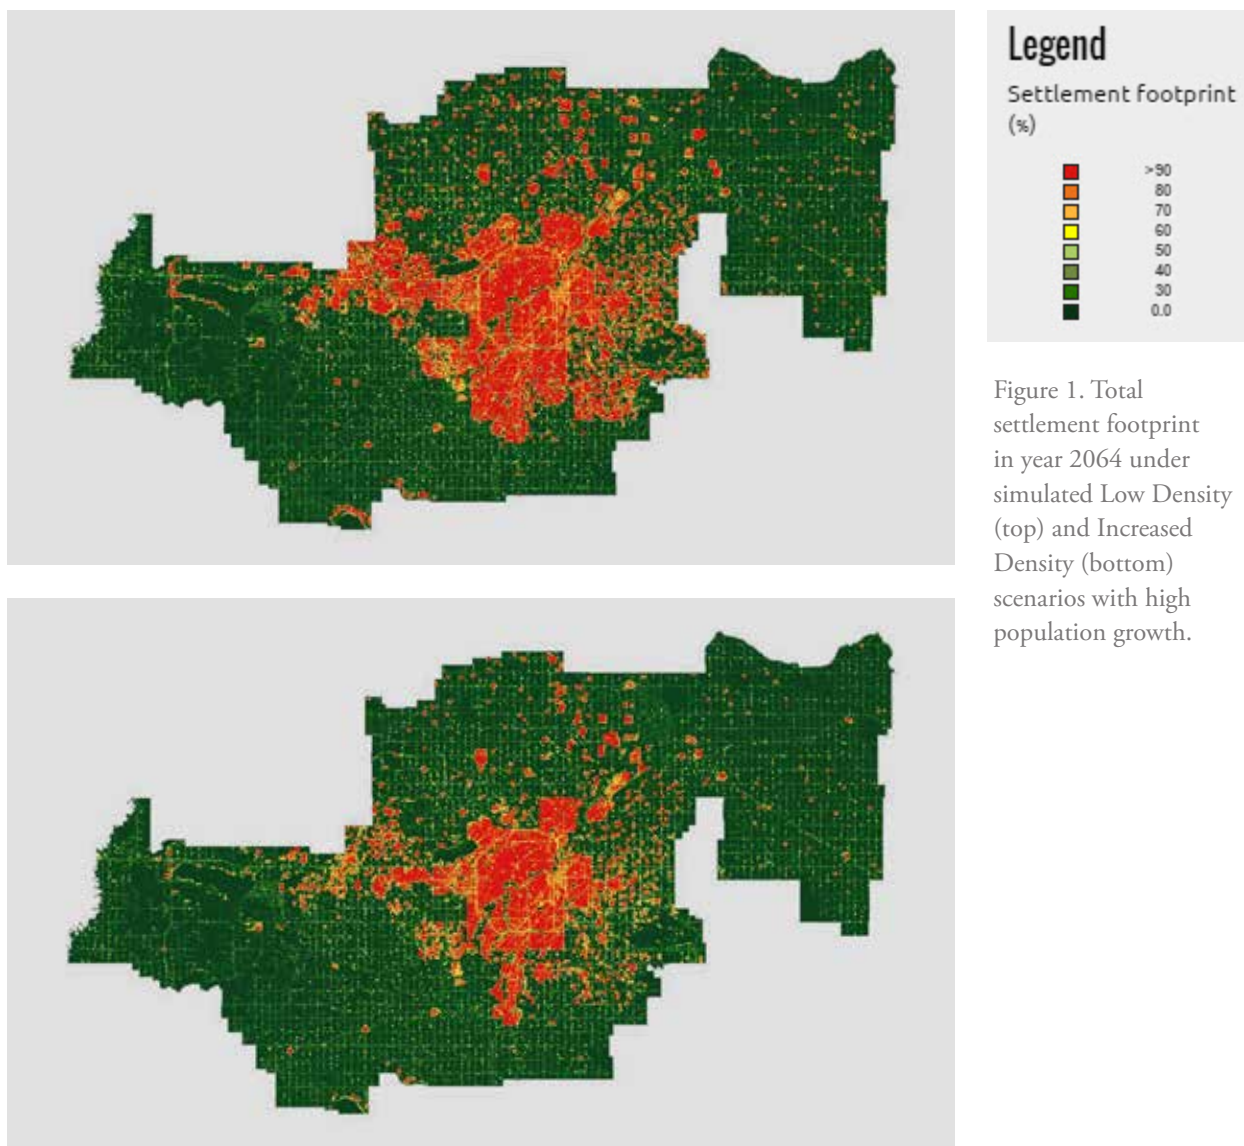 Legend
Settlement footprint
(%)
>90
80
70
60
50
40
30
0.0
Figure 1. Total
settlement footprint
in year 2064 under
simulated Low Density
(top) and Increased
Density (bottom)
scenarios with high
population growth.